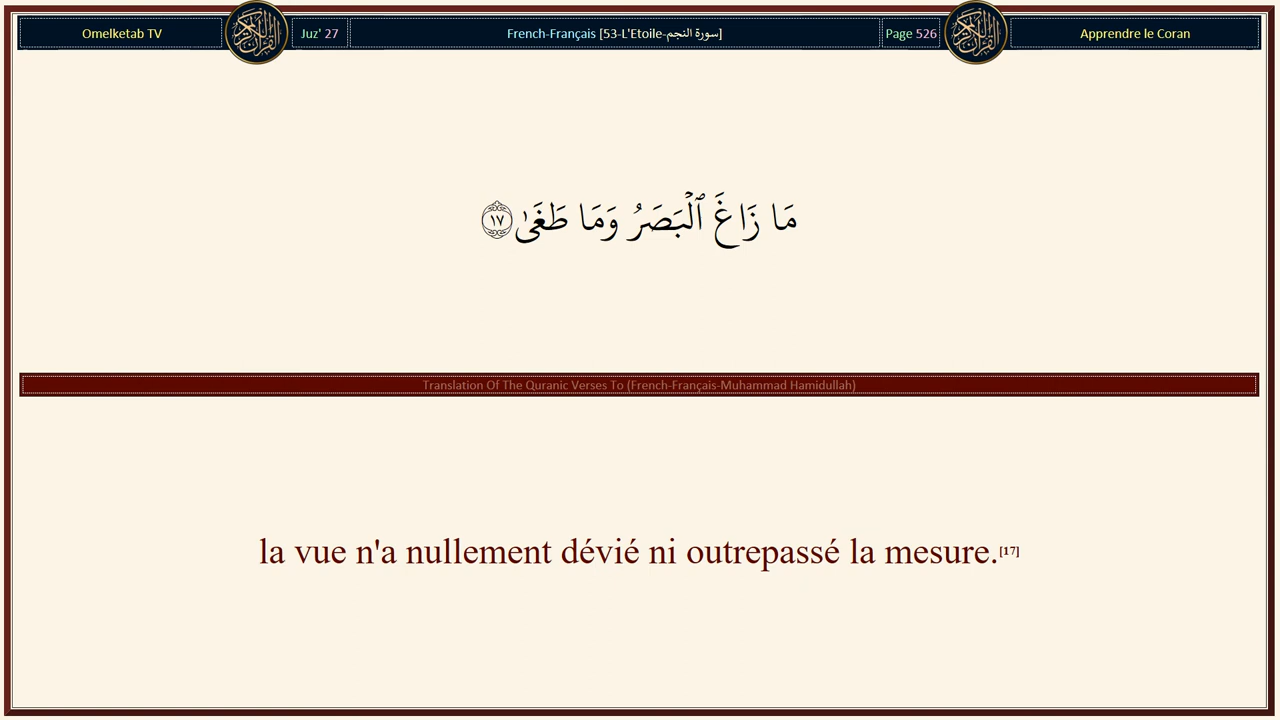 Omelketab TV
Juz' 27
French-Français [53-L'Etoile-سورة النجم]
Page 526
Apprendre le Coran
مَا زَاغَ ٱلْبَصَرُ وَمَا طَغَىٰ ١٧
Translation Of The Quranic Verses To (French-Français-Muhammad Hamidullah)
la vue n'a nullement dévié ni outrepassé la mesure.[17]